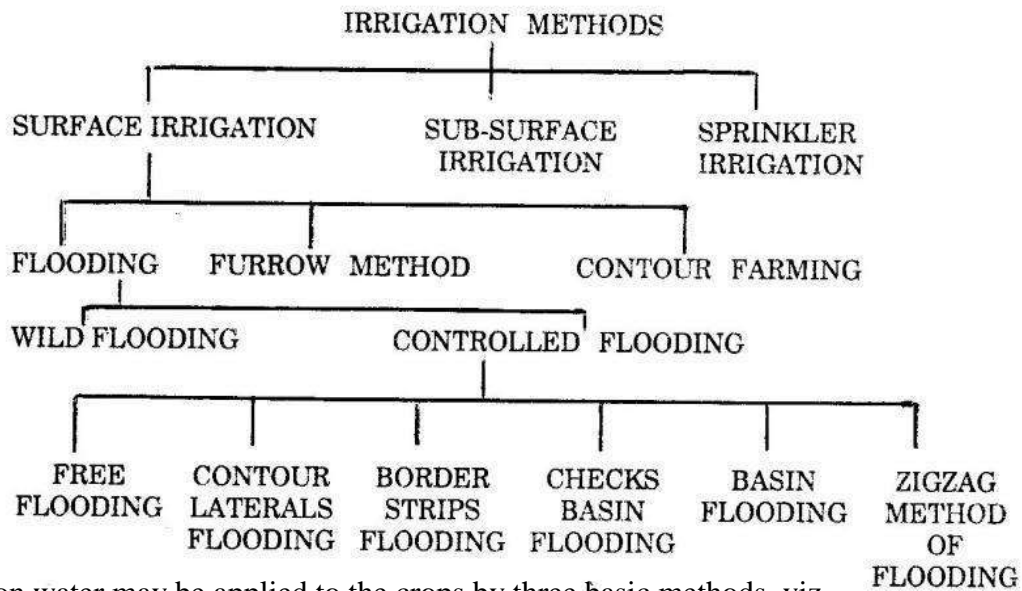 IRRIGATION METHODS
SURFACE IRRIGATION
SUB-SURFACE
IRRIGATION
SPRINKLER
IRRIGATION
FLOODING
FURROW METHOD
CONTOUR FARMING
WILD FLOODING
CONTROLLED FLOODING
FREE
FLOODING
CONTOUR
LATERALS
FLOODING
BORDER
STRIPS
FLOODING
CHECKS
BASIN
FLOODING
BASIN
FLOODING
ZIGZAG
METHOD
OF
FLOODING
on water may be applied to the crops by three basic methods, viz